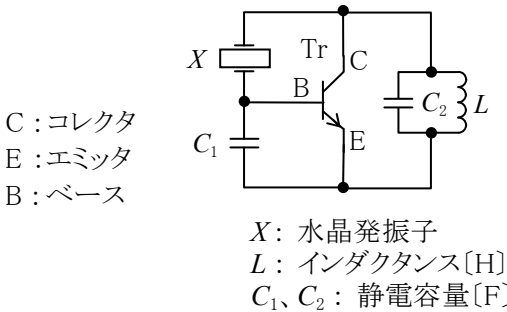 X
Tr
C
B
E
C₁
C₂
L
C：コレクタ
E：エミッタ
B：ベース
X： 水晶発振子
L： インダクタンス〔H〕
C₁、C₂： 静電容量〔F〕